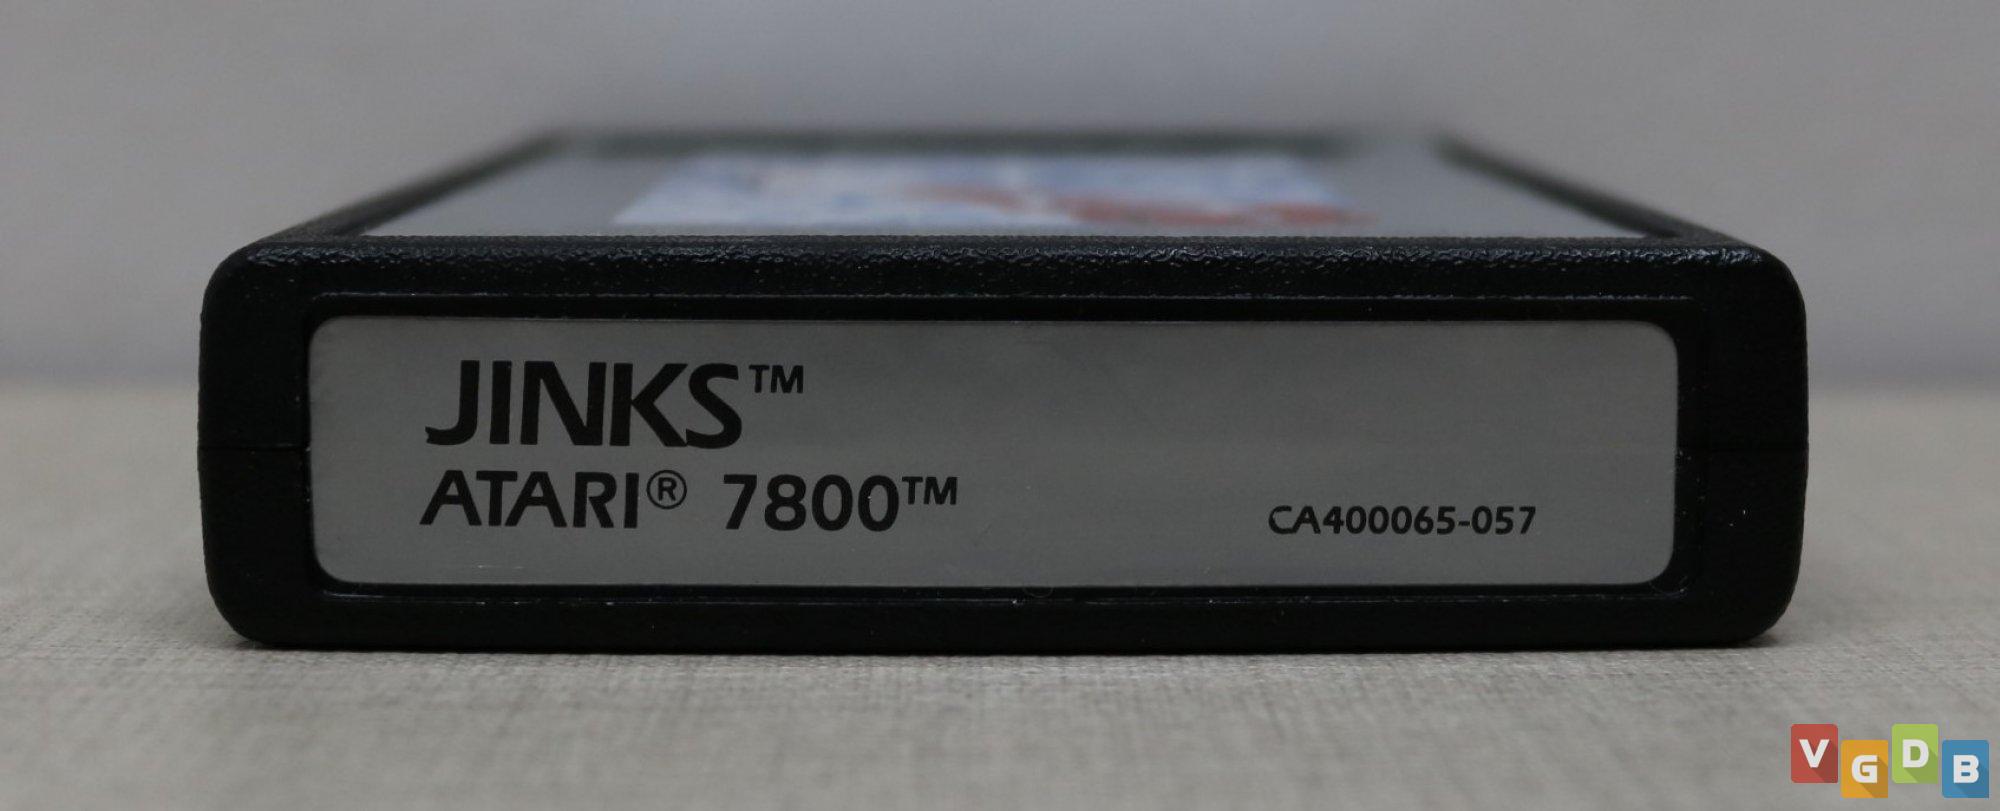 JINKS™
ATARI® 7800™
CA400065-057
VGDB